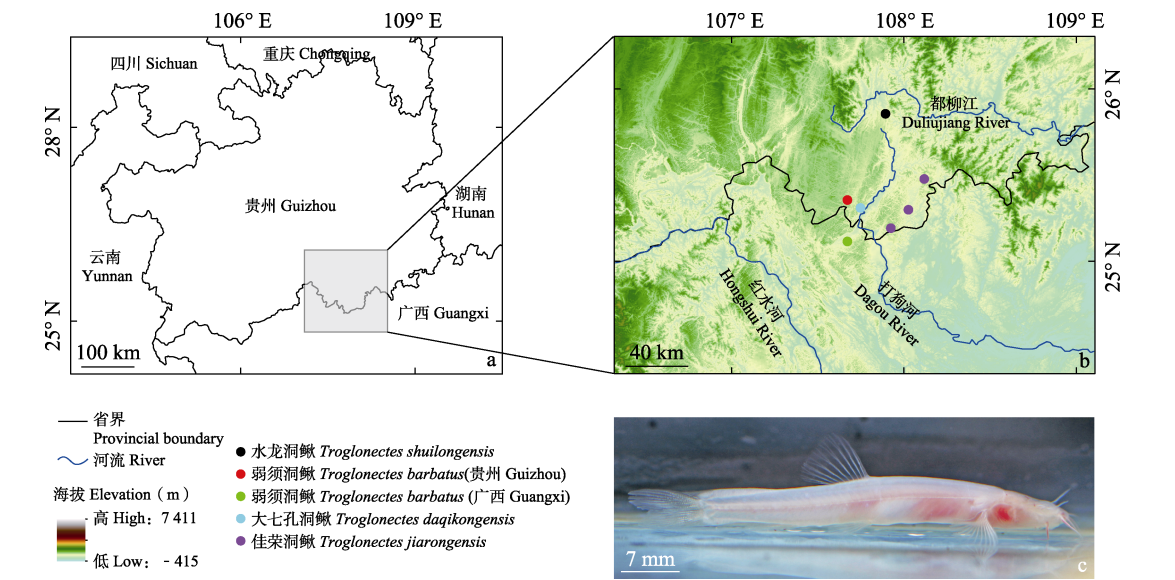 106° E
109° E
28° N
25° N
四川 Sichuan
重庆 Chongqing
贵州 Guizhou
湖南
Hunan
云南
Yunnan
广西 Guangxi
100 km
a
107° E
108° E
109° E
26° N
25° N
都柳江
Duliujiang River
红水河
Hongshui River
打狗河
Dagou River
40 km
b
省界
Provincial boundary
河流 River
海拔 Elevation（m）
高 High：7 411
低 Low：﹣415
水龙洞鳅 Troglonectes shuilongensis
弱须洞鳅 Troglonectes barbatus(贵州 Guizhou)
弱须洞鳅 Troglonectes barbatus (广西 Guangxi)
大七孔洞鳅 Troglonectes daqikongensis
佳荣洞鳅 Troglonectes jiarongensis
7 mm
c